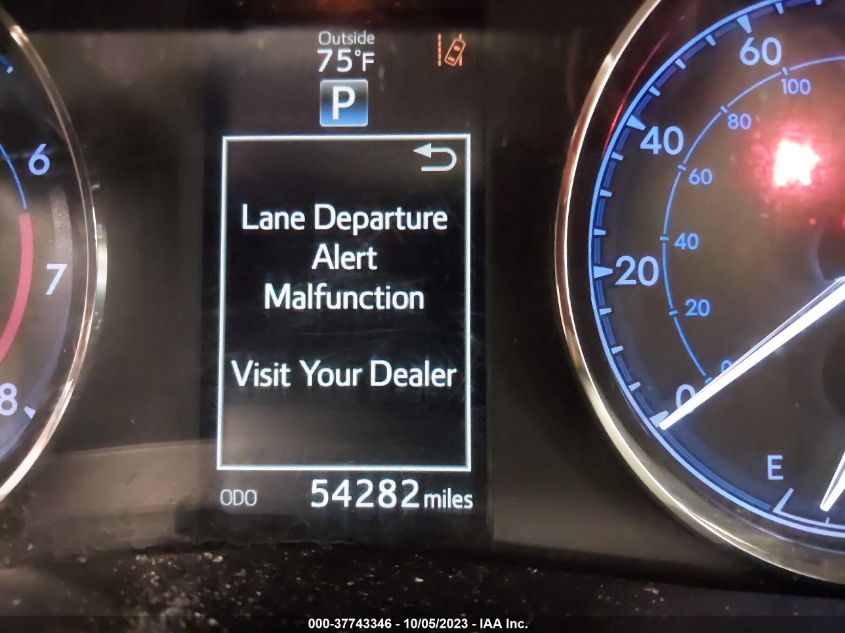 Outside
75°F
P
Lane Departure
Alert
Malfunction
Visit Your Dealer
ODO 54282 miles
6
7
8
60
40
20
0
100
80
60
40
20
0
E
000-37743346 - 10/05/2023 - IAA Inc.